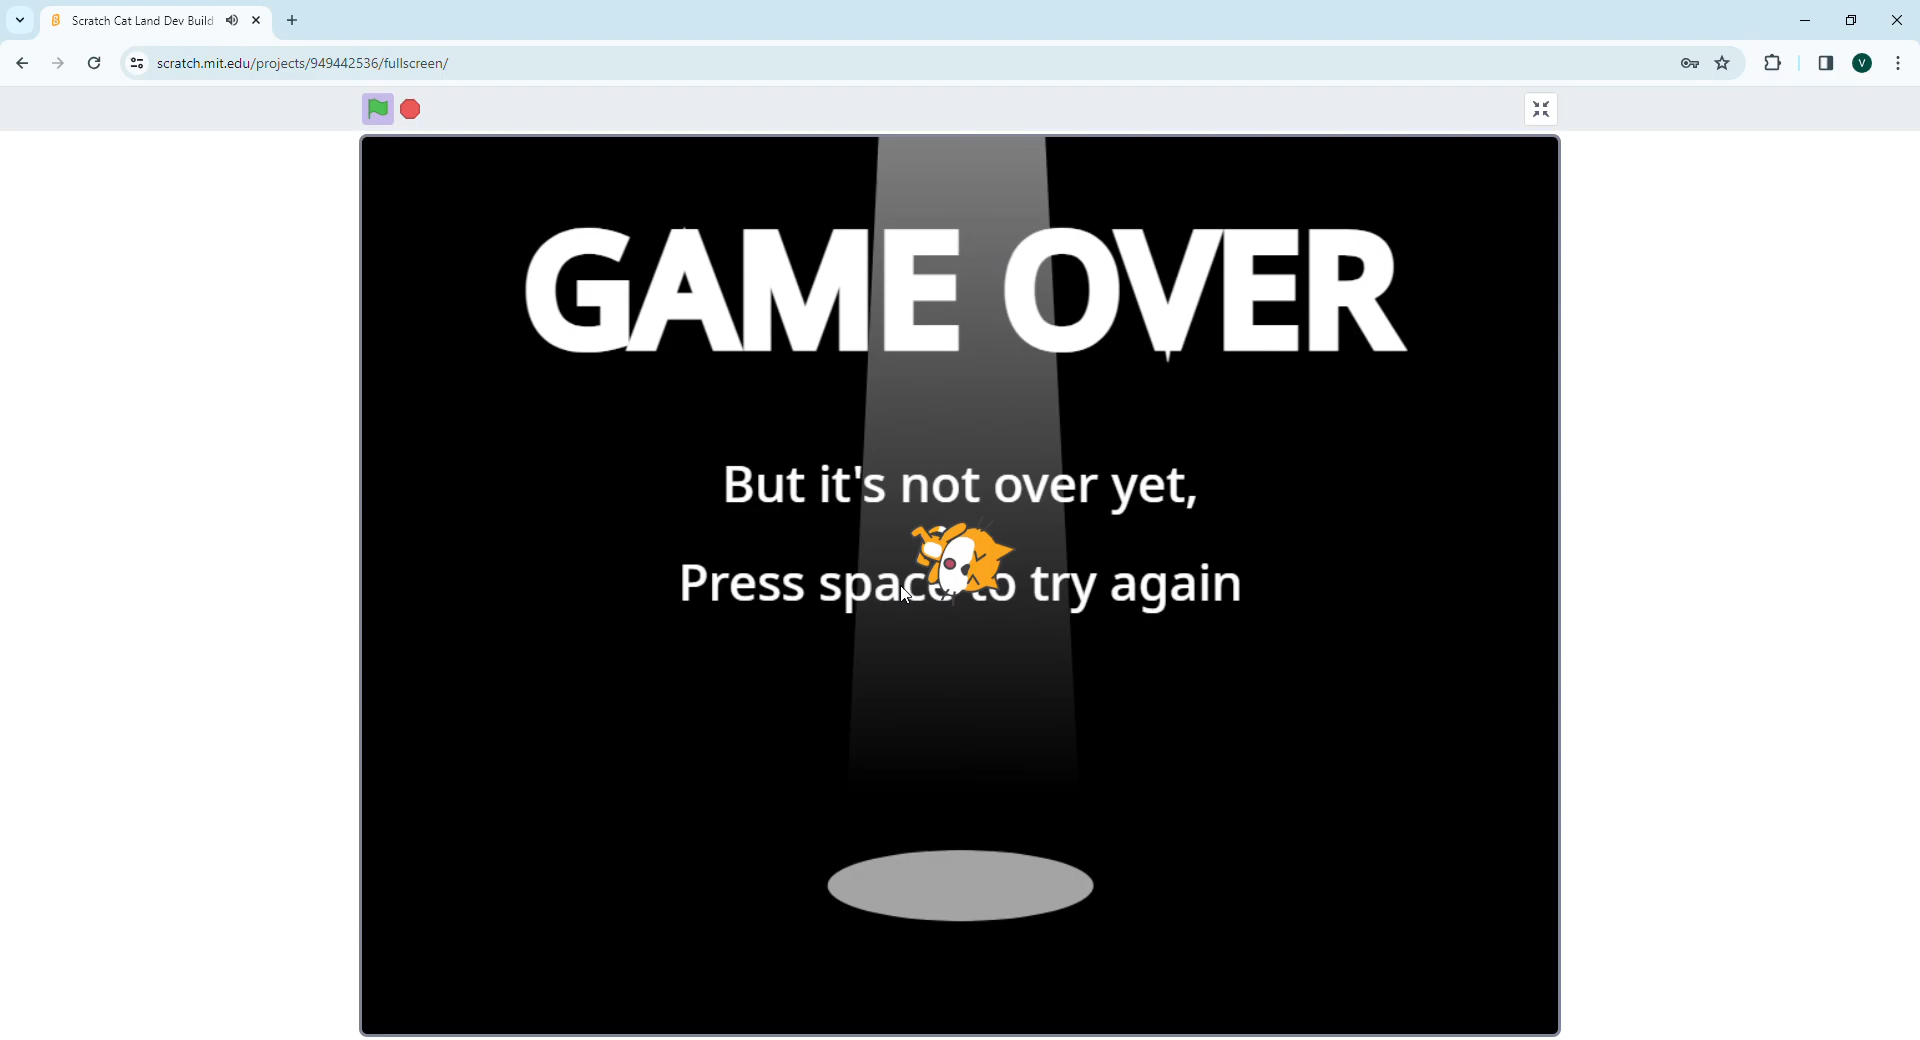 Scratch Cat Land Dev Build
scratch.mit.edu/projects/949442536/fullscreen/
V
GAME OVER
But it's not over yet,
Press space to try again